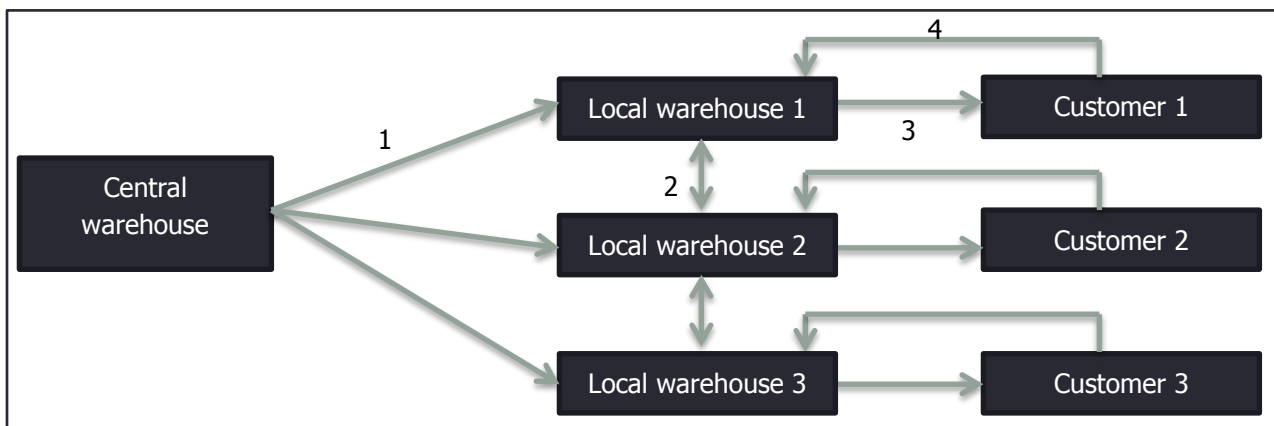 4
Local warehouse 1
Customer 1
1
3
Central
warehouse
2
Local warehouse 2
Customer 2
Local warehouse 3
Customer 3